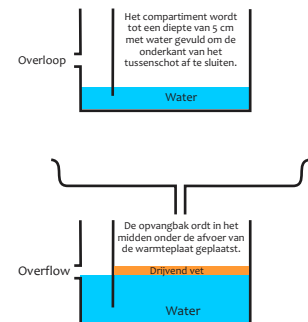 Het compartiment wordt
tot een diepte van 5 cm
met water gevuld om de
onderkant van het
tussenschot af te sluiten.
Overloop
Water
De opvangbak ordt in het
midden onder de afvoer van
de warmteplaat geplaatst.
Overflow
Drijvend vet
Water